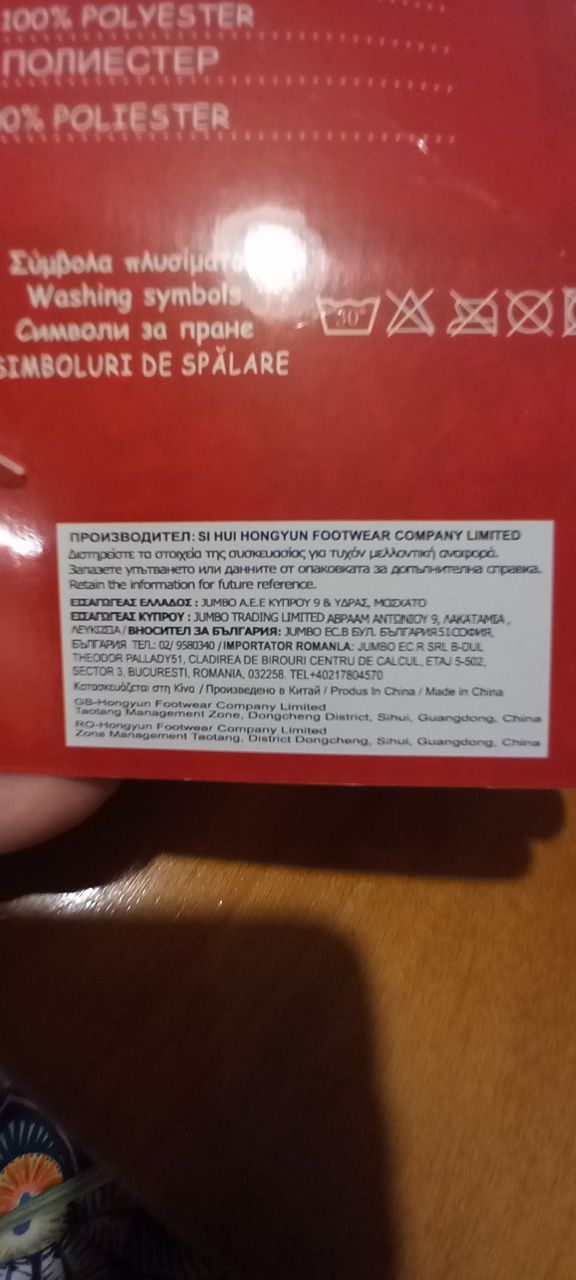 100% POLYESTER
ПОЛИЕСТЕР
0% POLIESTER
Σύμβολα πλυσίματο
Washing symbols
30°
Символи за пране
SIMBOLURI DE SPĂLARE
ПРОИЗВОДИТЕЛ: SI HUI HONGYUN FOOTWEAR COMPANY LIMITED
Διατηρείστε τα στοιχεία της συσκευασίας για τυχόν μελλοντική αναφορά.
Запазете упътването или данните от опаковката за допълнителна справка.
Retain the information for future reference.
ΕΙΣΑΓΩΓΕΑΣ ΕΛΛΑΔΟΣ : JUMBO A.E.E ΚΥΠΡΟΥ 9 & ΥΔΡΑΣ, ΜΟΣΧΑΤΟ
ΕΙΣΑΓΩΓΕΑΣ ΚΥΠΡΟΥ : JUMBO TRADING LIMITED ΑΒΡΑΑΜ ΑΝΤΩΝΙΟΥ 9, ΛΑΚΑΤΑΜΙΑ ,
ΛΕΥΚΩΣΙΑ / ВНОСИТЕЛ ЗА БЪЛГАРИЯ: JUMBO EC.B БУЛ. БЪЛГАРИЯ51СОФИЯ,
БЪЛГАРИЯ ТЕЛ.: 02/ 9580340 / IMPORTATOR ROMANLA: JUMBO EC.R SRL B-DUL
THEODOR PALLADY51, CLADIREA DE BIROURI CENTRU DE CALCUL, ETAJ 5-502,
SECTOR 3, BUCURESTI, ROMANIA, 032258. TEL+40217804570
Κατασκευάζεται στη Κίνα / Произведено в Китай / Produs In China / Made in China
GB-Hongyun Footwear Company Limited
Taotang Management Zone, Dongcheng District, Sihui, Guangdong, China
RO-Hongyun Footwear Company Limited
Zona Management Taotang, District Dongcheng, Sihui, Guangdong, China